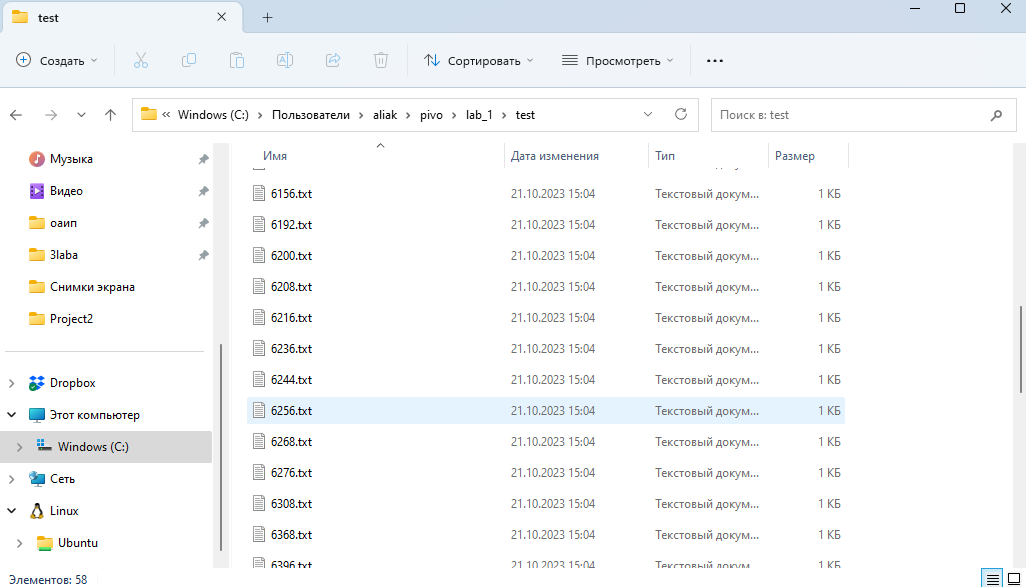 test
Создать
Сортировать
Просмотреть
« Windows (C:) > Пользователи > aliak > pivo > lab_1 > test
Поиск в: test
Музыка
Видео
оаип
3laba
Снимки экрана
Project2
Dropbox
Этот компьютер
Windows (C:)
Сеть
Linux
Ubuntu
Имя Дата изменения Тип Размер
6156.txt 21.10.2023 15:04 Текстовый докум... 1 КБ
6192.txt 21.10.2023 15:04 Текстовый докум... 1 КБ
6200.txt 21.10.2023 15:04 Текстовый докум... 1 КБ
6208.txt 21.10.2023 15:04 Текстовый докум... 1 КБ
6216.txt 21.10.2023 15:04 Текстовый докум... 1 КБ
6236.txt 21.10.2023 15:04 Текстовый докум... 1 КБ
6244.txt 21.10.2023 15:04 Текстовый докум... 1 КБ
6256.txt 21.10.2023 15:04 Текстовый докум... 1 КБ
6268.txt 21.10.2023 15:04 Текстовый докум... 1 КБ
6276.txt 21.10.2023 15:04 Текстовый докум... 1 КБ
6308.txt 21.10.2023 15:04 Текстовый докум... 1 КБ
6368.txt 21.10.2023 15:04 Текстовый докум... 1 КБ
6396.txt 21.10.2023 15:04 Текстовый докум... 1 КБ
Элементов: 58